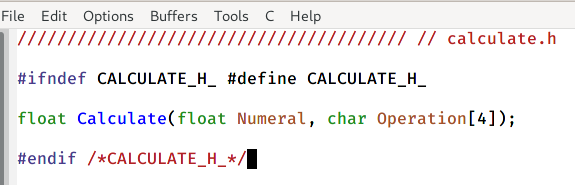 File Edit Options Buffers Tools C Help
/////////////////////////////////////// // calculate.h
#ifndef CALCULATE_H_ #define CALCULATE_H_
float Calculate(float Numeral, char Operation[4]);
#endif /*CALCULATE_H_*/